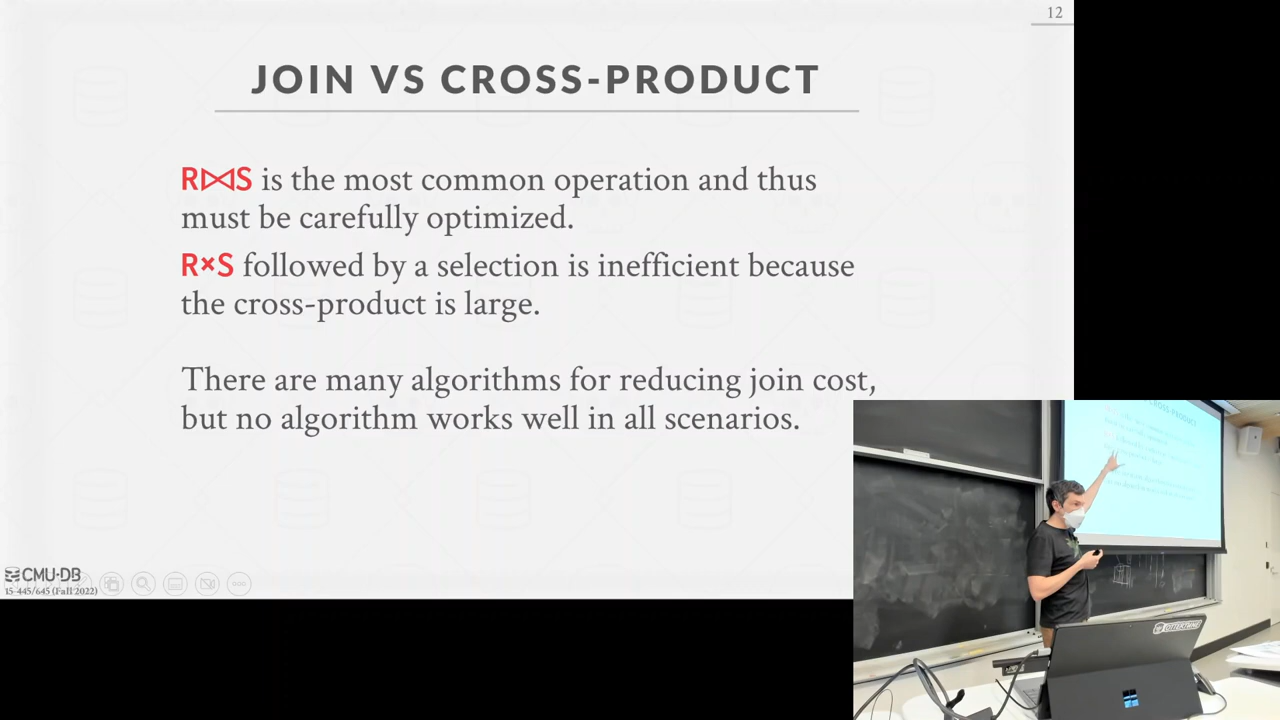 12
JOIN VS CROSS-PRODUCT
R⋈S is the most common operation and thus
must be carefully optimized.
R×S followed by a selection is inefficient because
the cross-product is large.
There are many algorithms for reducing join cost,
but no algorithm works well in all scenarios.
CMU·DB
15-445/645 (Fall 2022)